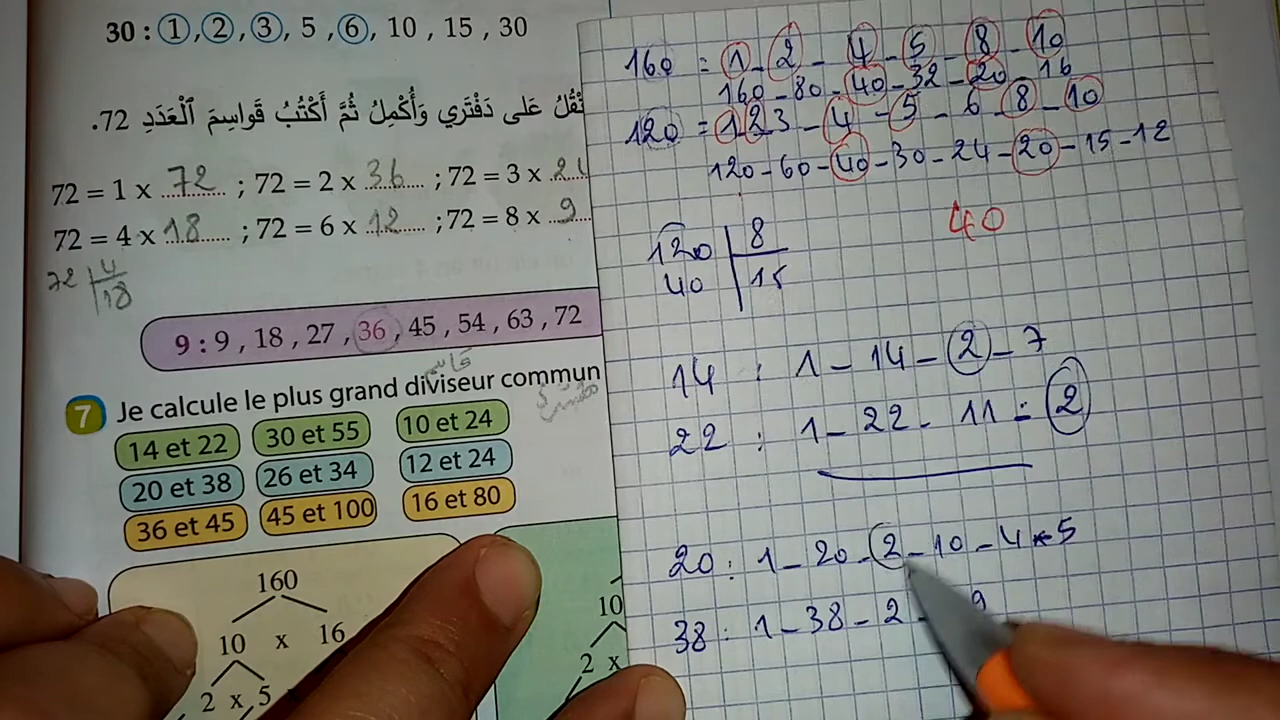 30 : 1 , 2 , 3 , 5 , 6 , 10 , 15 , 30
عَلى دَفْتَري وَأُكْمِلُ ثُمَّ أَكْتُبُ قَواسِمَ ٱلْعَدَدِ 72.
72 = 1 x 72 ; 72 = 2 x 36 ; 72 = 3 x
72 = 4 x 18 ; 72 = 6 x 12 ; 72 = 8 x 9
72 4
18
9 : 9 , 18 , 27 , 36 , 45 , 54 , 63 , 72
قاسم
7 Je calcule le plus grand diviseur commun
14 et 22 30 et 55 10 et 24
20 et 38 26 et 34 12 et 24
36 et 45 45 et 100 16 et 80
160
10 x 16
2 x 5
10
2 x
160 = 1 - 2 - 4 - 5 - 8 - 10
160 - 80 - 40 - 32 - 20 - 16
120 = 1 2 3 - 4 - 5 - 6 - 8 - 10
120 - 60 - 40 - 30 - 24 - 20 - 15 - 12
40
120 8
40 15
14 : 1 - 14 - 2 - 7
22 : 1 - 22 - 11 - 2
20 : 1 - 20 - 2 - 10 - 4 - 5
38 : 1 - 38 - 2 -